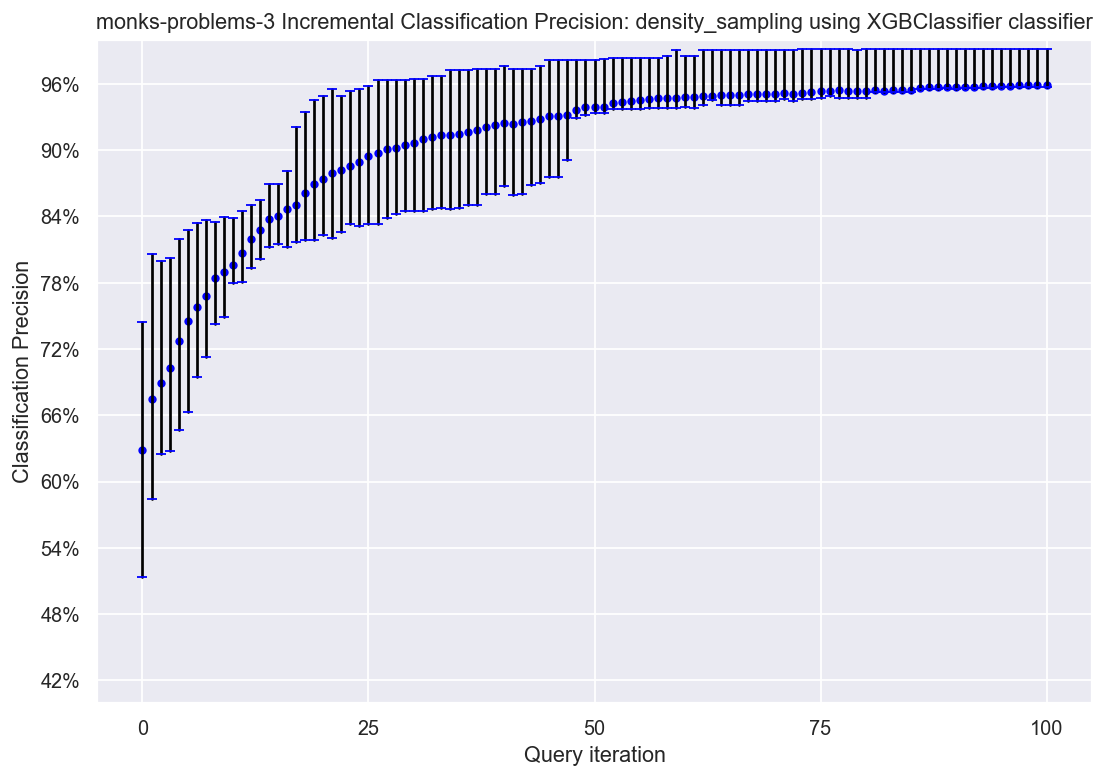 monks-problems-3 Incremental Classification Precision: density_sampling using XGBClassifier classifier
Classification Precision
96%
90%
84%
78%
72%
66%
60%
54%
48%
42%
0 25 50 75 100
Query iteration